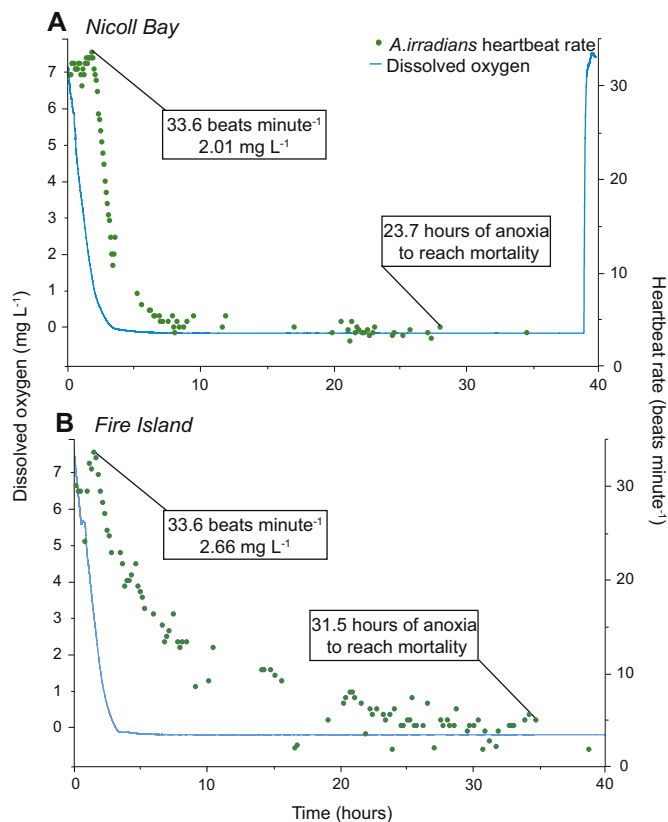 A Nicoll Bay
A.irradians heartbeat rate
Dissolved oxygen
7
6
5
4
3
2
1
0
30
20
10
0
33.6 beats minute⁻¹
2.01 mg L⁻¹
23.7 hours of anoxia
to reach mortality
0 10 20 30 40
B Fire Island
7
6
5
4
3
2
1
0
30
20
10
0
33.6 beats minute⁻¹
2.66 mg L⁻¹
31.5 hours of anoxia
to reach mortality
0 10 20 30 40
Time (hours)
Dissolved oxygen (mg L⁻¹)
Heartbeat rate (beats minute⁻¹)